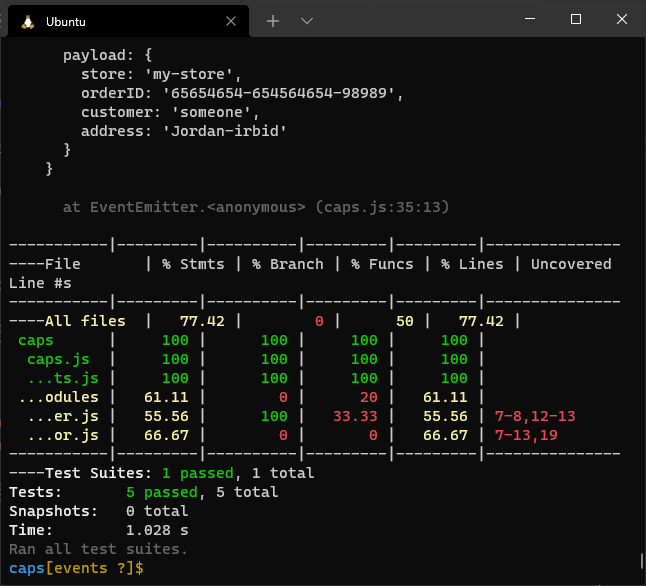 Ubuntu
payload: {
store: 'my-store',
orderID: '65654654-654564654-98989',
customer: 'someone',
address: 'Jordan-irbid'
}
}
at EventEmitter.<anonymous> (caps.js:35:13)
-----------|---------|----------|---------|---------|---------------
----File       | % Stmts | % Branch | % Funcs | % Lines | Uncovered
Line #s
-----------|---------|----------|---------|---------|---------------
----All files  |   77.42 |        0 |      50 |   77.42 |
caps      |     100 |      100 |     100 |     100 |
caps.js  |     100 |      100 |     100 |     100 |
...ts.js |     100 |      100 |     100 |     100 |
...odules |   61.11 |        0 |      20 |   61.11 |
...er.js |   55.56 |      100 |   33.33 |   55.56 | 7-8,12-13
...or.js |   66.67 |        0 |       0 |   66.67 | 7-13,19
-----------|---------|----------|---------|---------|---------------
----Test Suites: 1 passed, 1 total
Tests:       5 passed, 5 total
Snapshots:   0 total
Time:        1.028 s
Ran all test suites.
caps[events ?]$